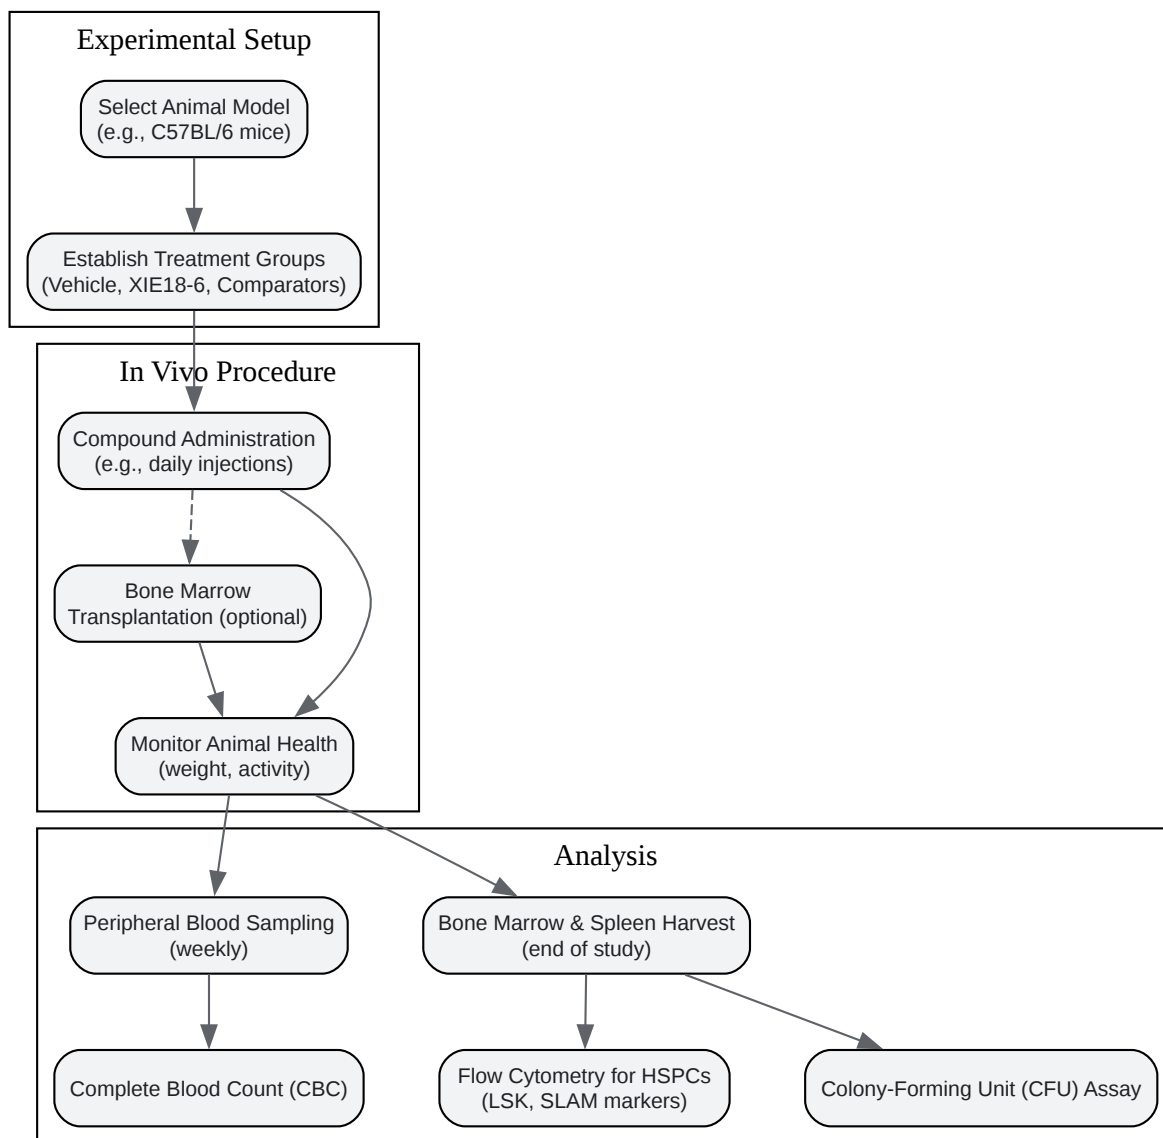 Experimental Setup
Select Animal Model
(e.g., C57BL/6 mice)
Establish Treatment Groups
(Vehicle, XIE18-6, Comparators)
In Vivo Procedure
Compound Administration
(e.g., daily injections)
Bone Marrow
Transplantation (optional)
Monitor Animal Health
(weight, activity)
Analysis
Peripheral Blood Sampling
(weekly)
Bone Marrow & Spleen Harvest
(end of study)
Complete Blood Count (CBC)
Flow Cytometry for HSPCs
(LSK, SLAM markers)
Colony-Forming Unit (CFU) Assay